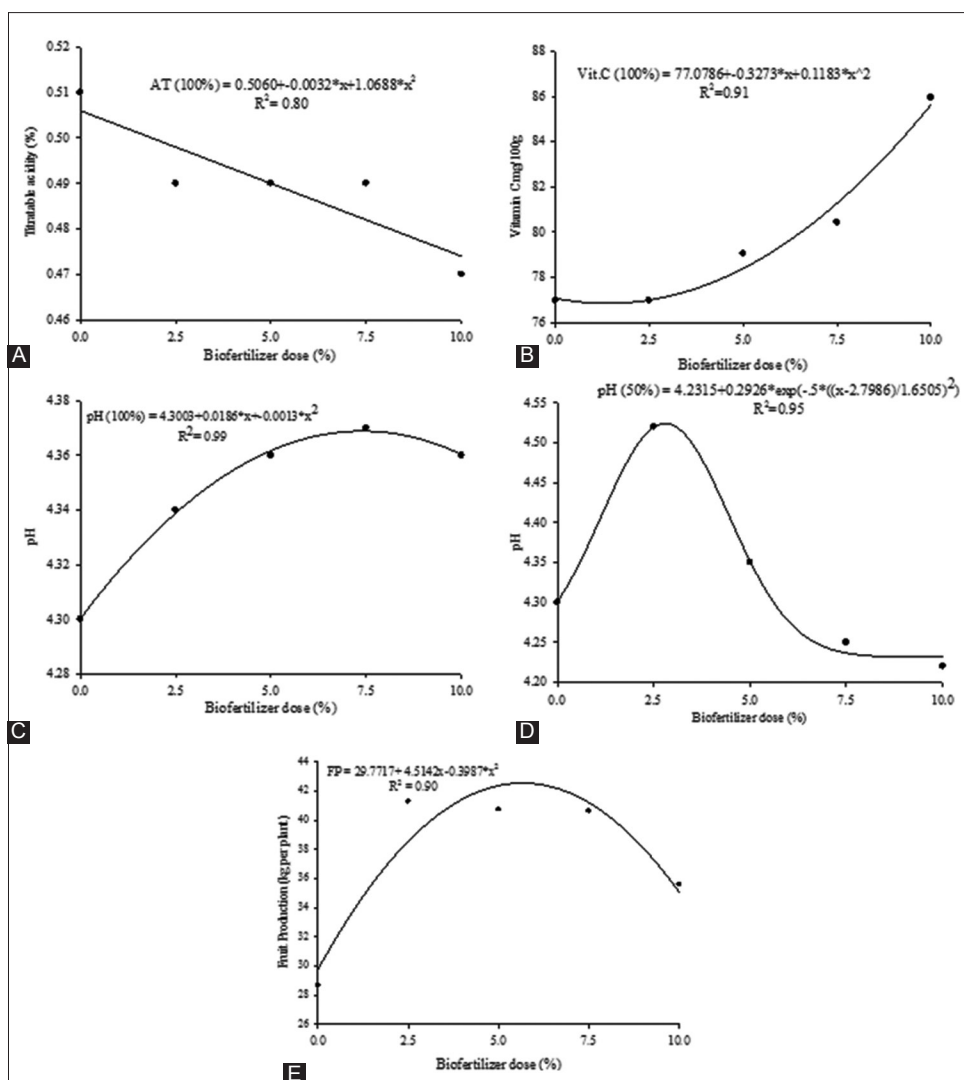 0.52
0.51
0.50
0.49
0.48
0.47
0.46
Titratable acidity (%)
AT (100%) = 0.5060+-0.0032*x+1.0688*x²
R²= 0.80
0.0 2.5 5.0 7.5 10.0
Biofertilizer dose (%)
A
88
86
84
82
80
78
76
Vitamin Cmg/100g
Vit.C (100%) = 77.0786+-0.3273*x+0.1183*x^2
R²=0.91
0.0 2.5 5.0 7.5 10.0
Biofertilizer dose (%)
B
4.38
4.36
4.34
4.32
4.30
4.28
pH
pH (100%) = 4.3003+0.0186*x+-0.0013*x²
R²= 0.99
0.0 2.5 5.0 7.5 10.0
Biofertilizer dose (%)
C
pH (50%) = 4.2315+0.2926*exp(-.5*((x-2.7986)/1.6505)²)
R²=0.95
4.55
4.50
4.45
4.40
4.35
4.30
4.25
4.20
pH
0.0 2.5 5.0 7.5 10.0
Biofertilizer dose (%)
D
44
42
40
38
36
34
32
30
28
26
Fruit Production (kg per plant)
FP = 29.7717+ 4.5142x-0.3987*x²
R² = 0.90
0.0 2.5 5.0 7.5 10.0
Biofertilizer dose (%)
E